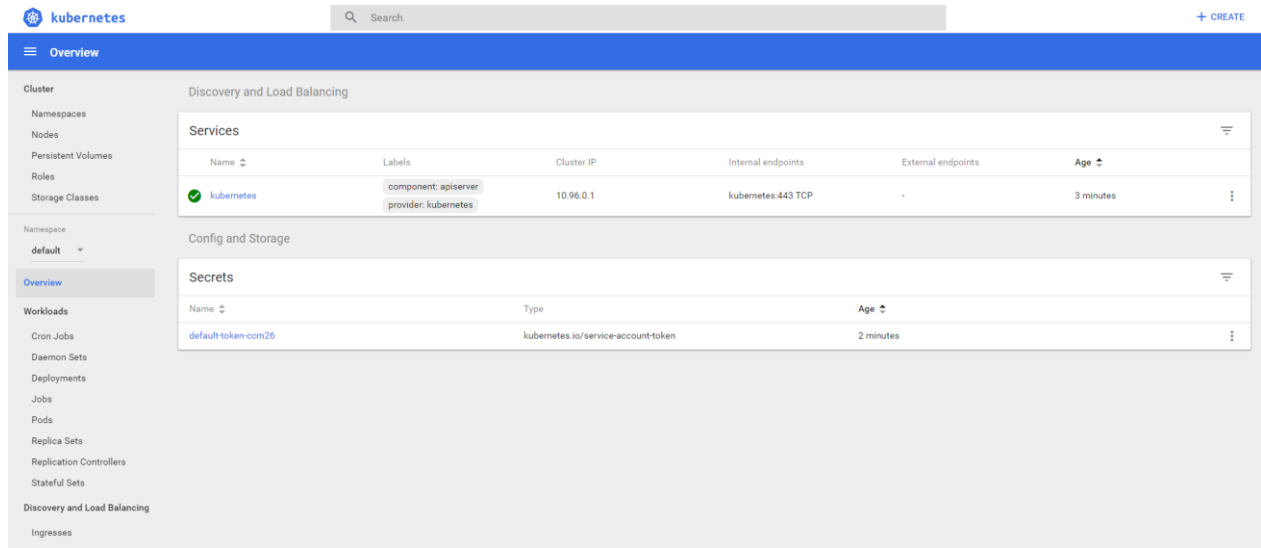 kubernetes
Search
+ CREATE
Overview
Cluster
Namespaces
Nodes
Persistent Volumes
Roles
Storage Classes
Namespace
default
Overview
Workloads
Cron Jobs
Daemon Sets
Deployments
Jobs
Pods
Replica Sets
Replication Controllers
Stateful Sets
Discovery and Load Balancing
Ingresses
Discovery and Load Balancing
Services
Name Labels Cluster IP Internal endpoints External endpoints Age
kubernetes component: apiserver provider: kubernetes 10.96.0.1 kubernetes:443 TCP - 3 minutes
Config and Storage
Secrets
Name Type Age
default-token-ccm26 kubernetes.io/service-account-token 2 minutes